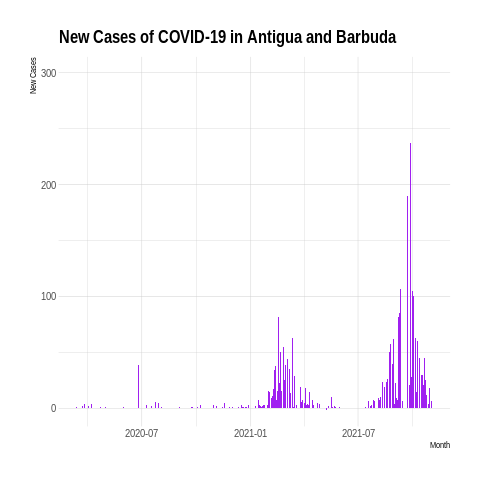 New Cases of COVID-19 in Antigua and Barbuda
New Cases
300
200
100
0
2020-07 2021-01 2021-07
Month